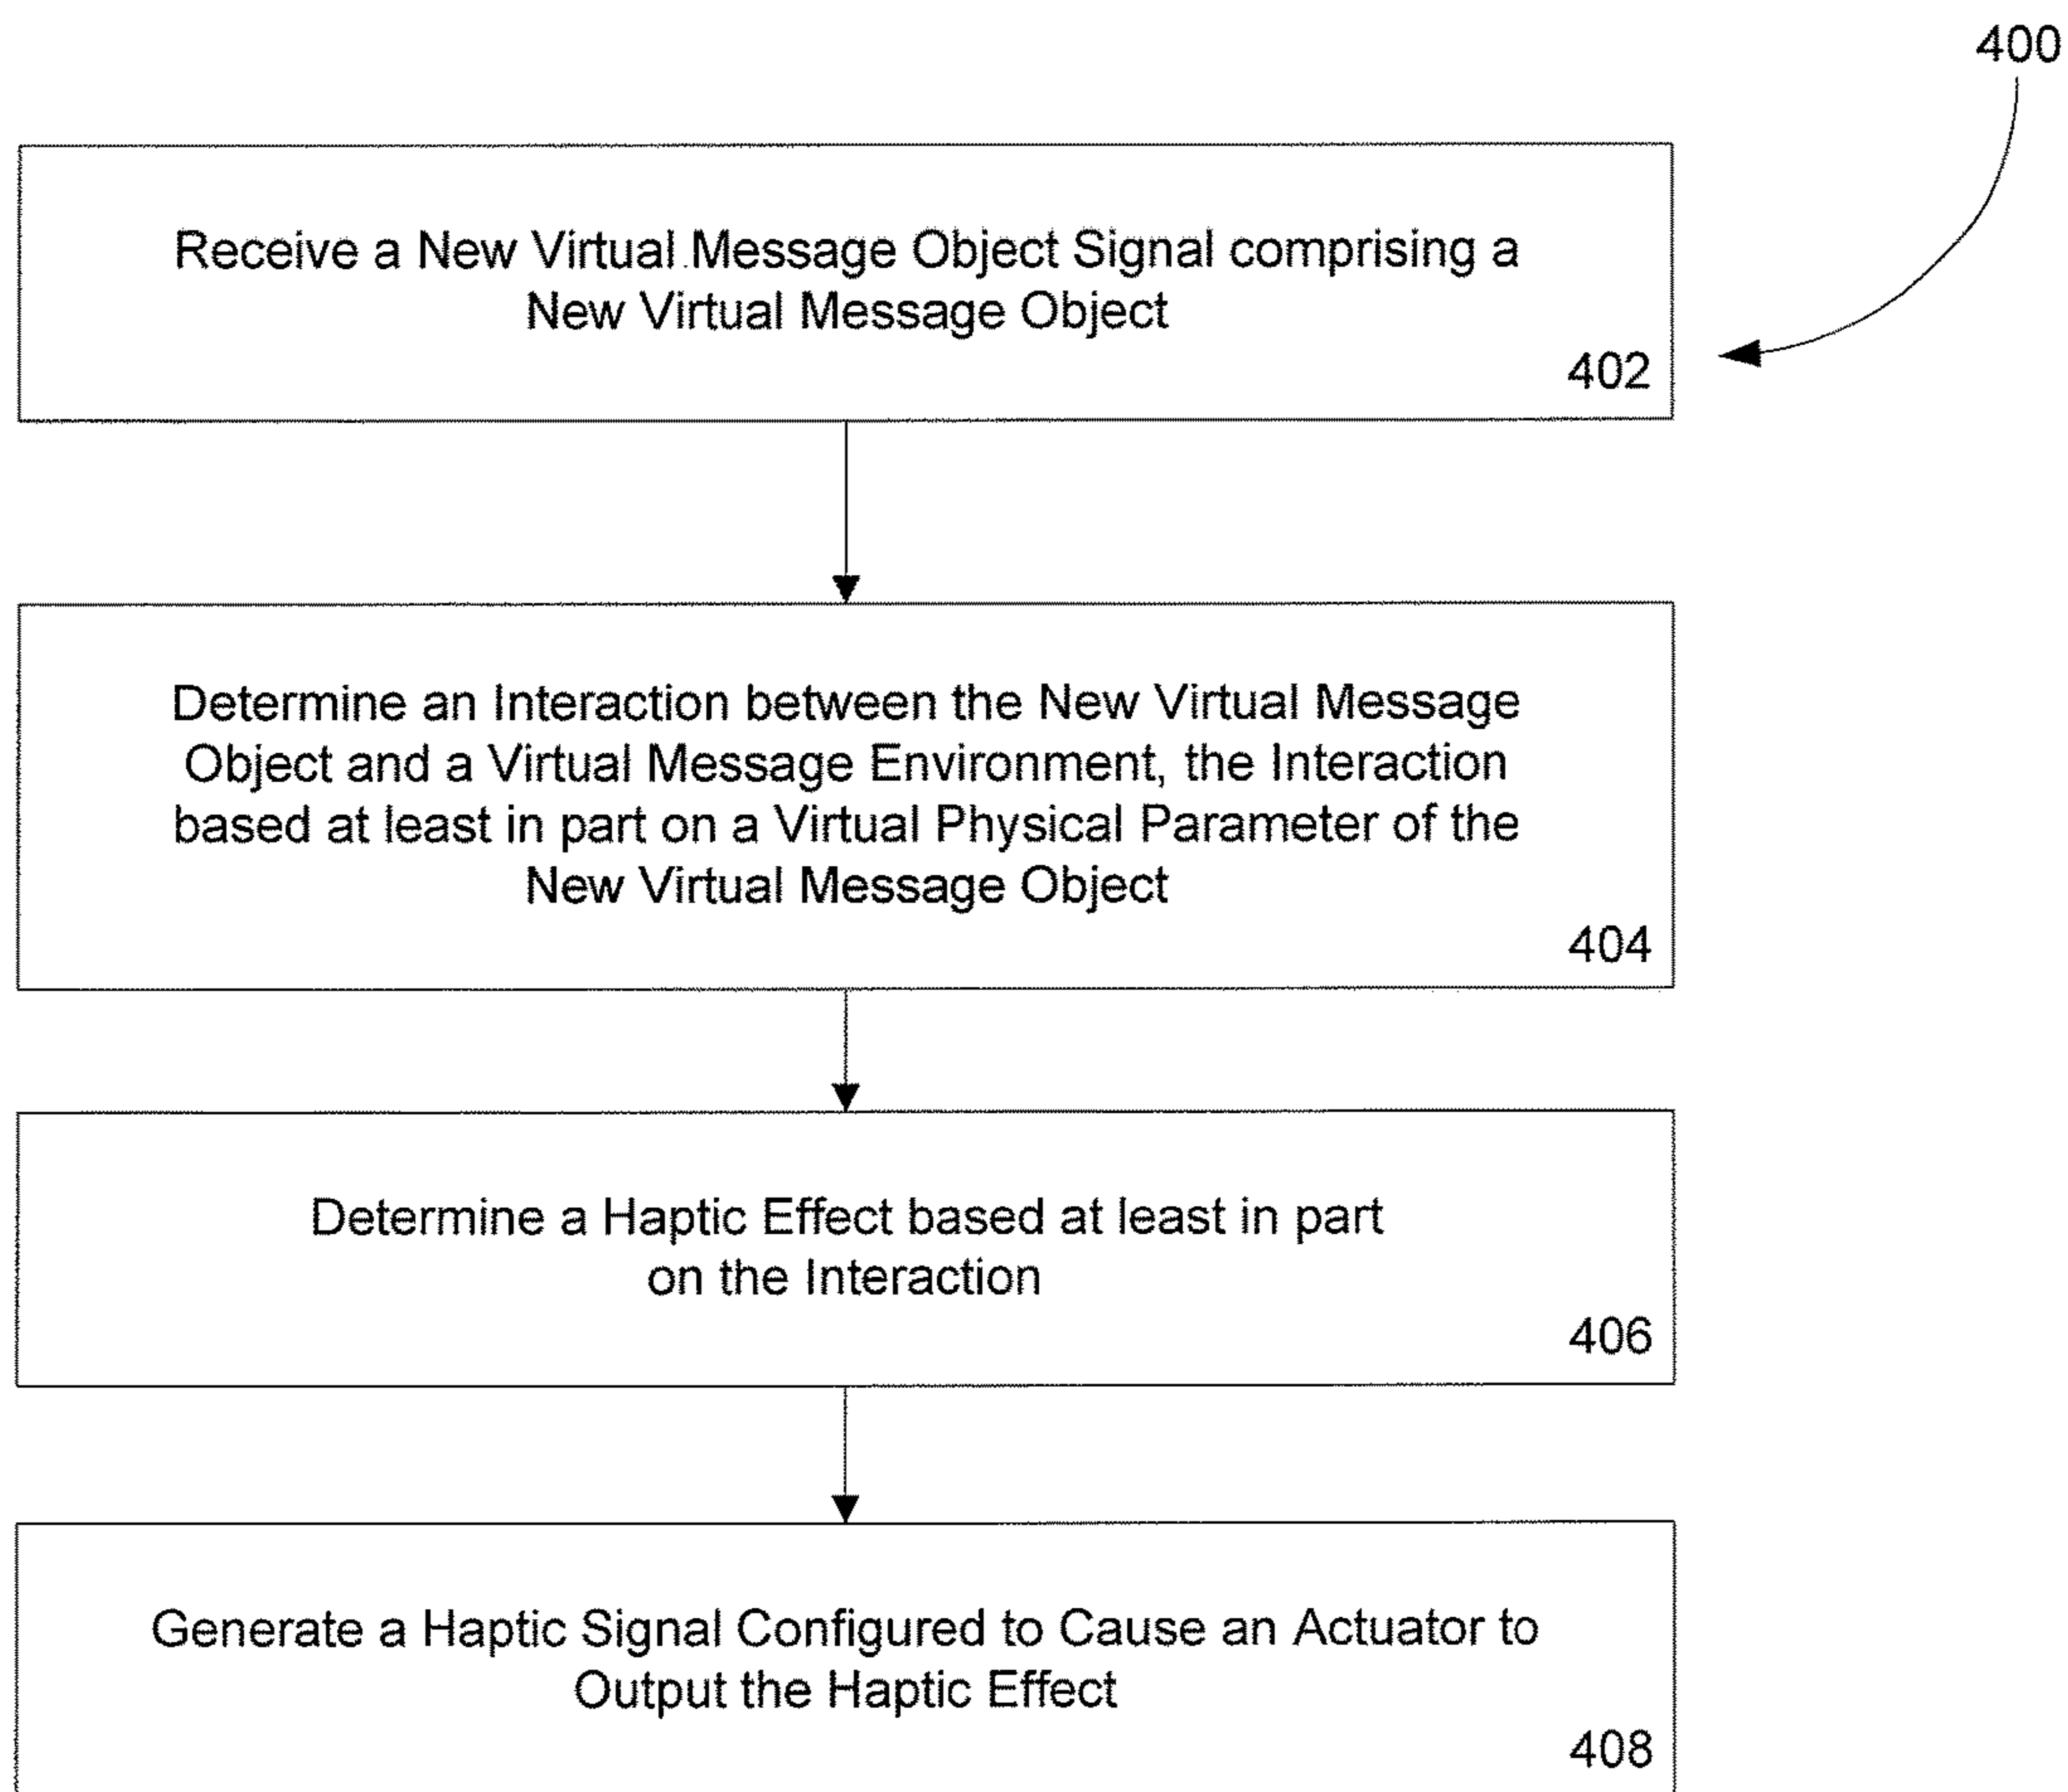 400
Receive a New Virtual Message Object Signal comprising a
New Virtual Message Object
402
Determine an Interaction between the New Virtual Message
Object and a Virtual Message Environment, the Interaction
based at least in part on a Virtual Physical Parameter of the
New Virtual Message Object
404
Determine a Haptic Effect based at least in part
on the Interaction
406
Generate a Haptic Signal Configured to Cause an Actuator to
Output the Haptic Effect
408